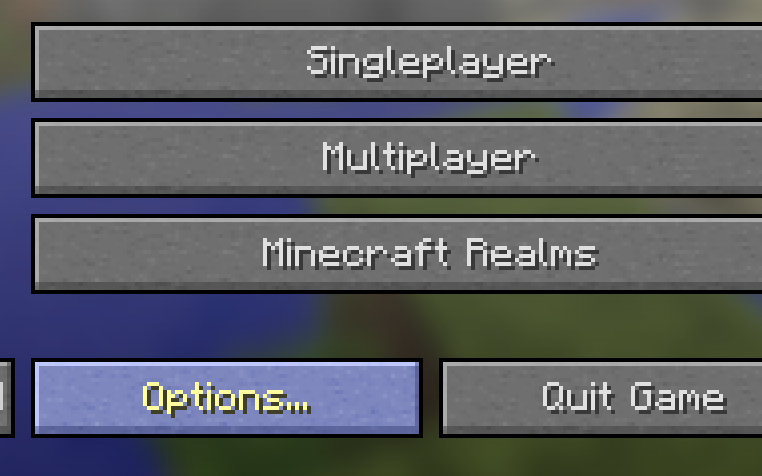 Singleplayer
Multiplayer
Minecraft Realms
Options...
Quit Game